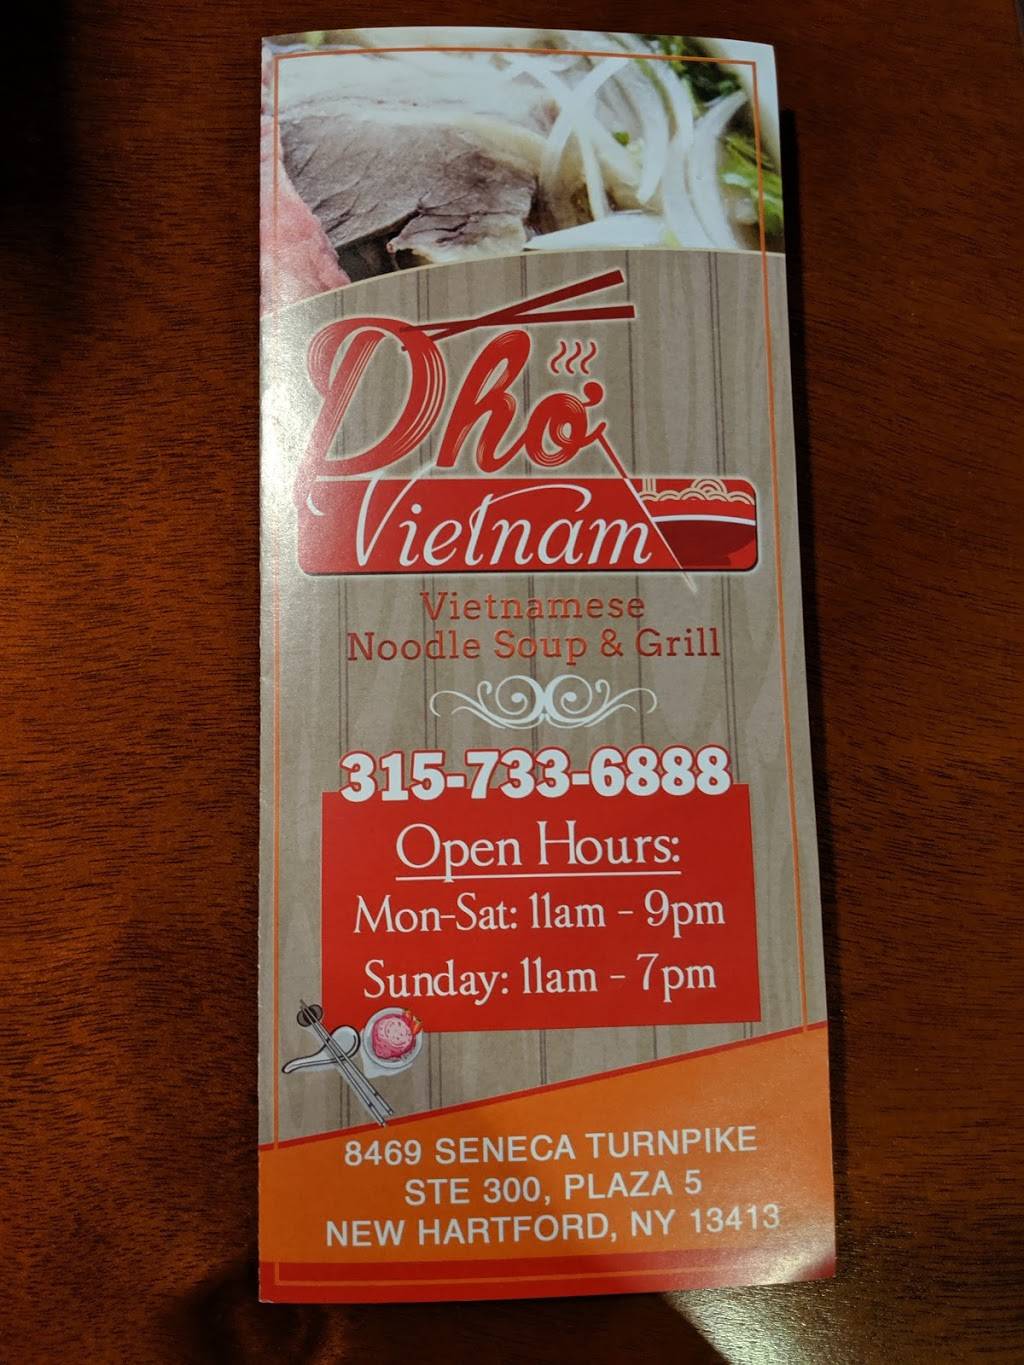 Phở
Vietnam
Vietnamese
Noodle Soup & Grill
315-733-6888
Open Hours:
Mon-Sat: 11am - 9pm
Sunday: 11am - 7pm
8469 SENECA TURNPIKE
STE 300, PLAZA 5
NEW HARTFORD, NY 13413